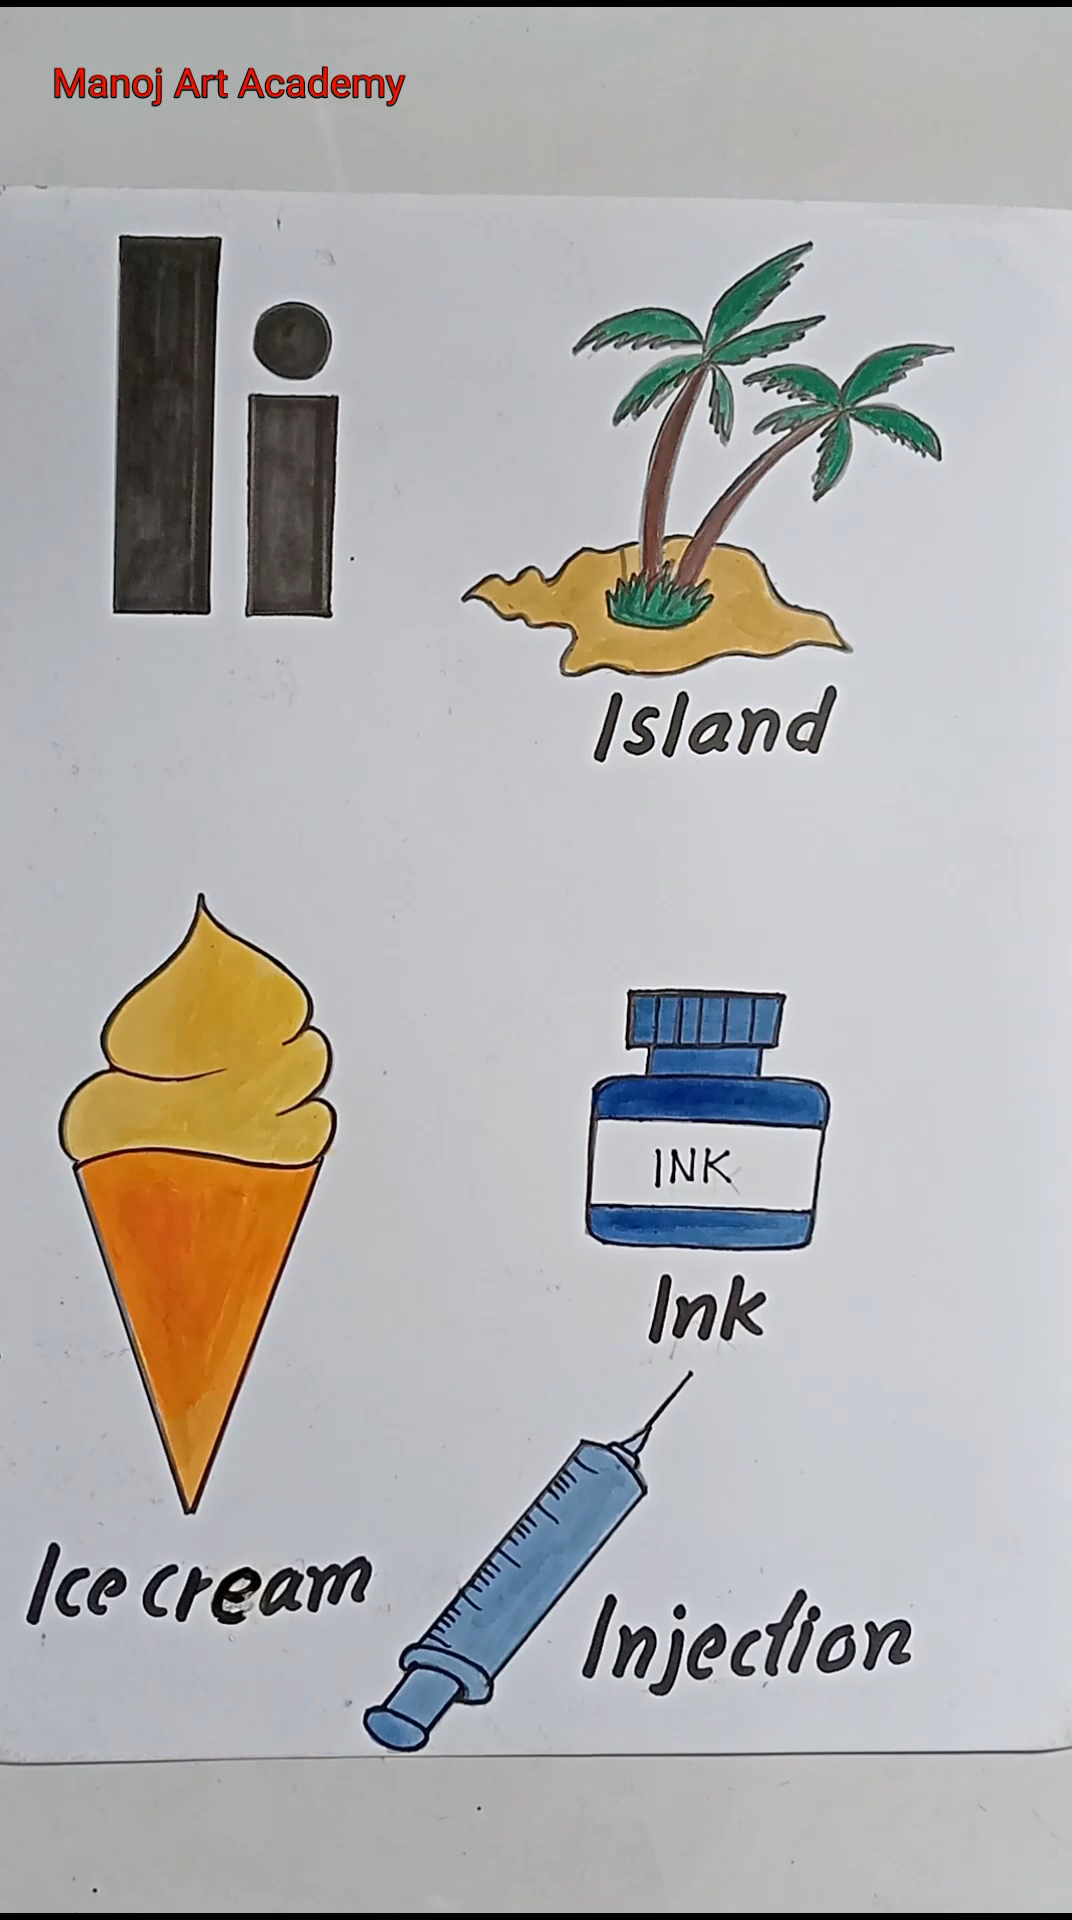 Manoj Art Academy
Ii
Island
INK
Ink
Ice cream
Injection